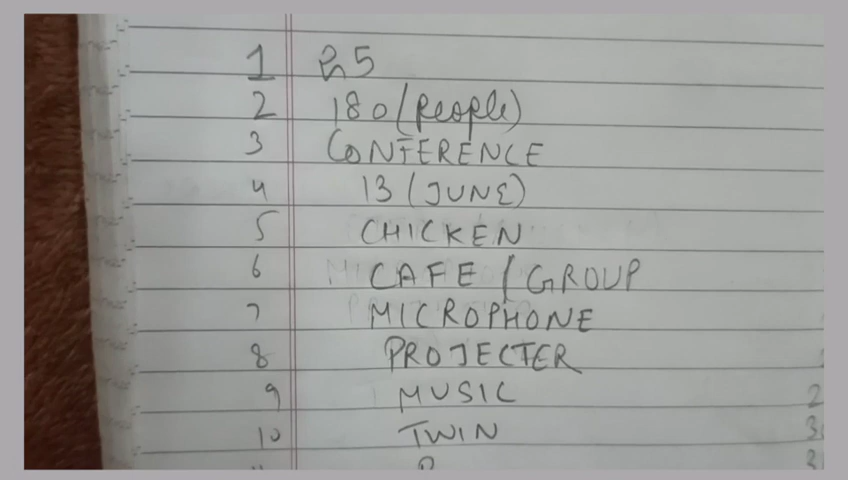 1 25
2 180 (People)
3 CONFERENCE
4 13 (JUNE)
5 CHICKEN
6 CAFE / GROUP
7 MICROPHONE
8 PROJECTER
9 MUSIC
10 TWIN